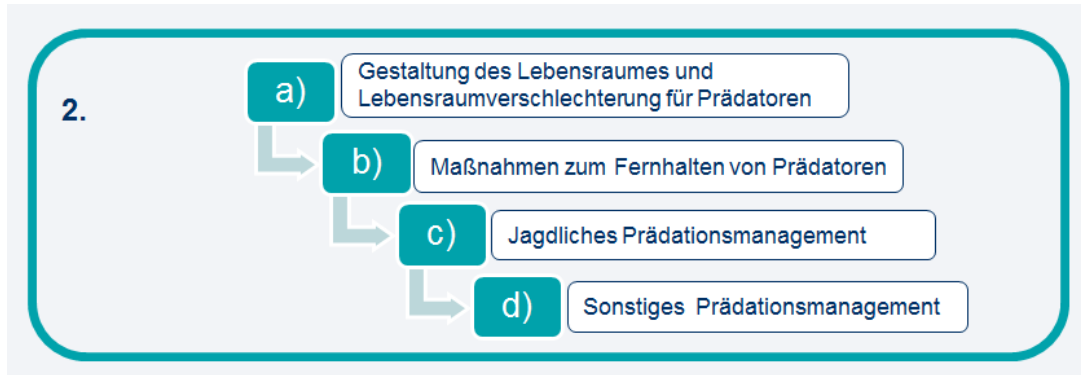 2.
a)
Gestaltung des Lebensraumes und
Lebensraumverschlechterung für Prädatoren
b)
Maßnahmen zum Fernhalten von Prädatoren
c)
Jagdliches Prädationsmanagement
d)
Sonstiges Prädationsmanagement